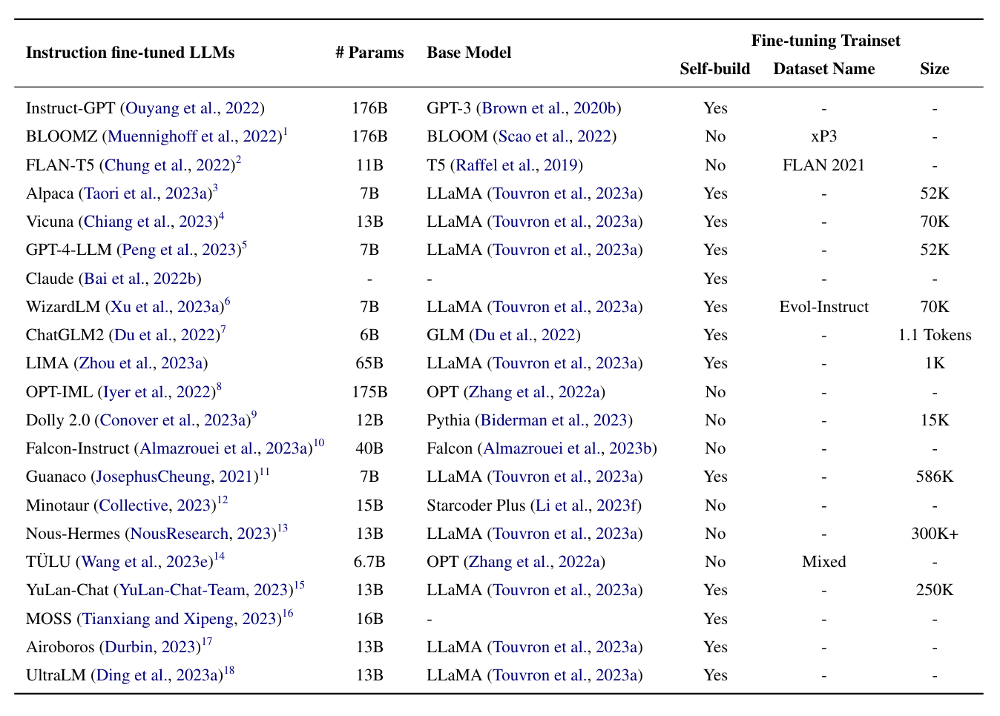 Fine-tuning Trainset
Instruction fine-tuned LLMs # Params Base Model
Self-build Dataset Name Size
Instruct-GPT (Ouyang et al., 2022) 176B GPT-3 (Brown et al., 2020b) Yes - -
BLOOMZ (Muennighoff et al., 2022)1 176B BLOOM (Scao et al., 2022) No xP3 -
FLAN-T5 (Chung et al., 2022)2 11B T5 (Raffel et al., 2019) No FLAN 2021 -
Alpaca (Taori et al., 2023a)3 7B LLaMA (Touvron et al., 2023a) Yes - 52K
Vicuna (Chiang et al., 2023)4 13B LLaMA (Touvron et al., 2023a) Yes - 70K
GPT-4-LLM (Peng et al., 2023)5 7B LLaMA (Touvron et al., 2023a) Yes - 52K
Claude (Bai et al., 2022b) - - Yes - -
WizardLM (Xu et al., 2023a)6 7B LLaMA (Touvron et al., 2023a) Yes Evol-Instruct 70K
ChatGLM2 (Du et al., 2022)7 6B GLM (Du et al., 2022) Yes - 1.1 Tokens
LIMA (Zhou et al., 2023a) 65B LLaMA (Touvron et al., 2023a) Yes - 1K
OPT-IML (Iyer et al., 2022)8 175B OPT (Zhang et al., 2022a) No - -
Dolly 2.0 (Conover et al., 2023a)9 12B Pythia (Biderman et al., 2023) No - 15K
Falcon-Instruct (Almazrouei et al., 2023a)10 40B Falcon (Almazrouei et al., 2023b) No - -
Guanaco (JosephusCheung, 2021)11 7B LLaMA (Touvron et al., 2023a) Yes - 586K
Minotaur (Collective, 2023)12 15B Starcoder Plus (Li et al., 2023f) No - -
Nous-Hermes (NousResearch, 2023)13 13B LLaMA (Touvron et al., 2023a) No - 300K+
TÜLU (Wang et al., 2023e)14 6.7B OPT (Zhang et al., 2022a) No Mixed -
YuLan-Chat (YuLan-Chat-Team, 2023)15 13B LLaMA (Touvron et al., 2023a) Yes - 250K
MOSS (Tianxiang and Xipeng, 2023)16 16B - Yes - -
Airoboros (Durbin, 2023)17 13B LLaMA (Touvron et al., 2023a) Yes - -
UltraLM (Ding et al., 2023a)18 13B LLaMA (Touvron et al., 2023a) Yes - -